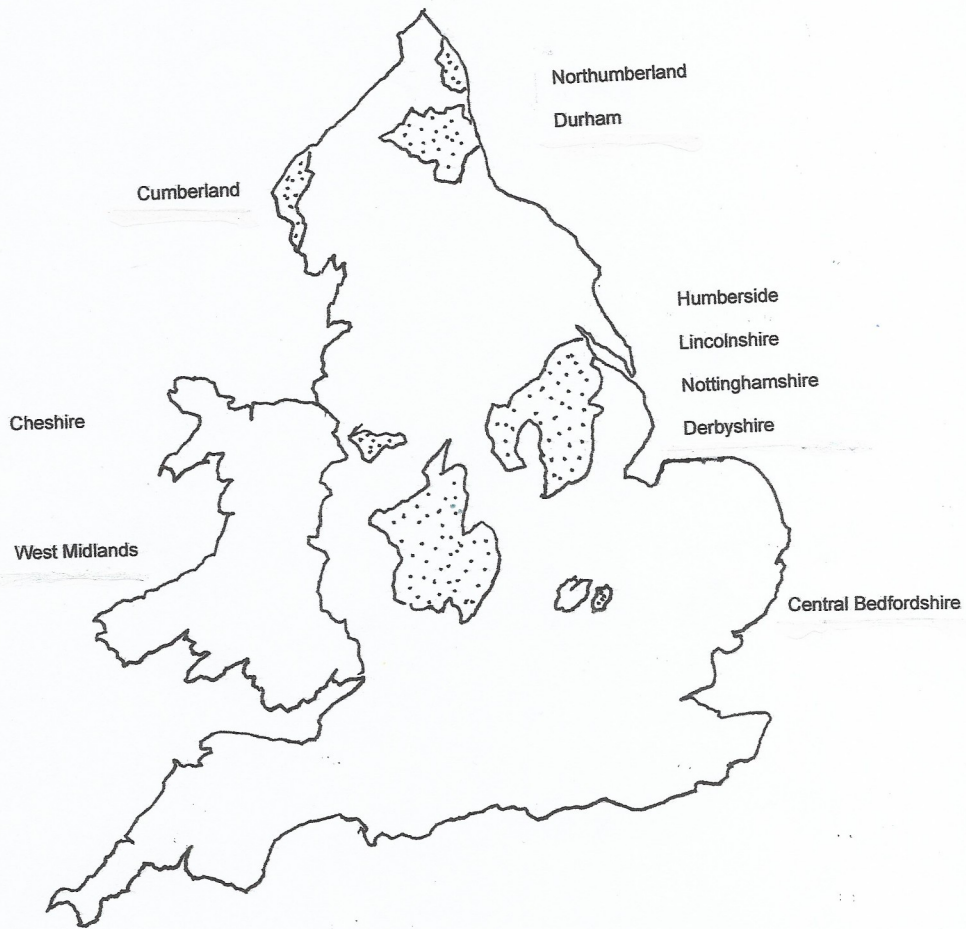 Northumberland
Durham
Cumberland
Humberside
Lincolnshire
Nottinghamshire
Derbyshire
Cheshire
West Midlands
Central Bedfordshire